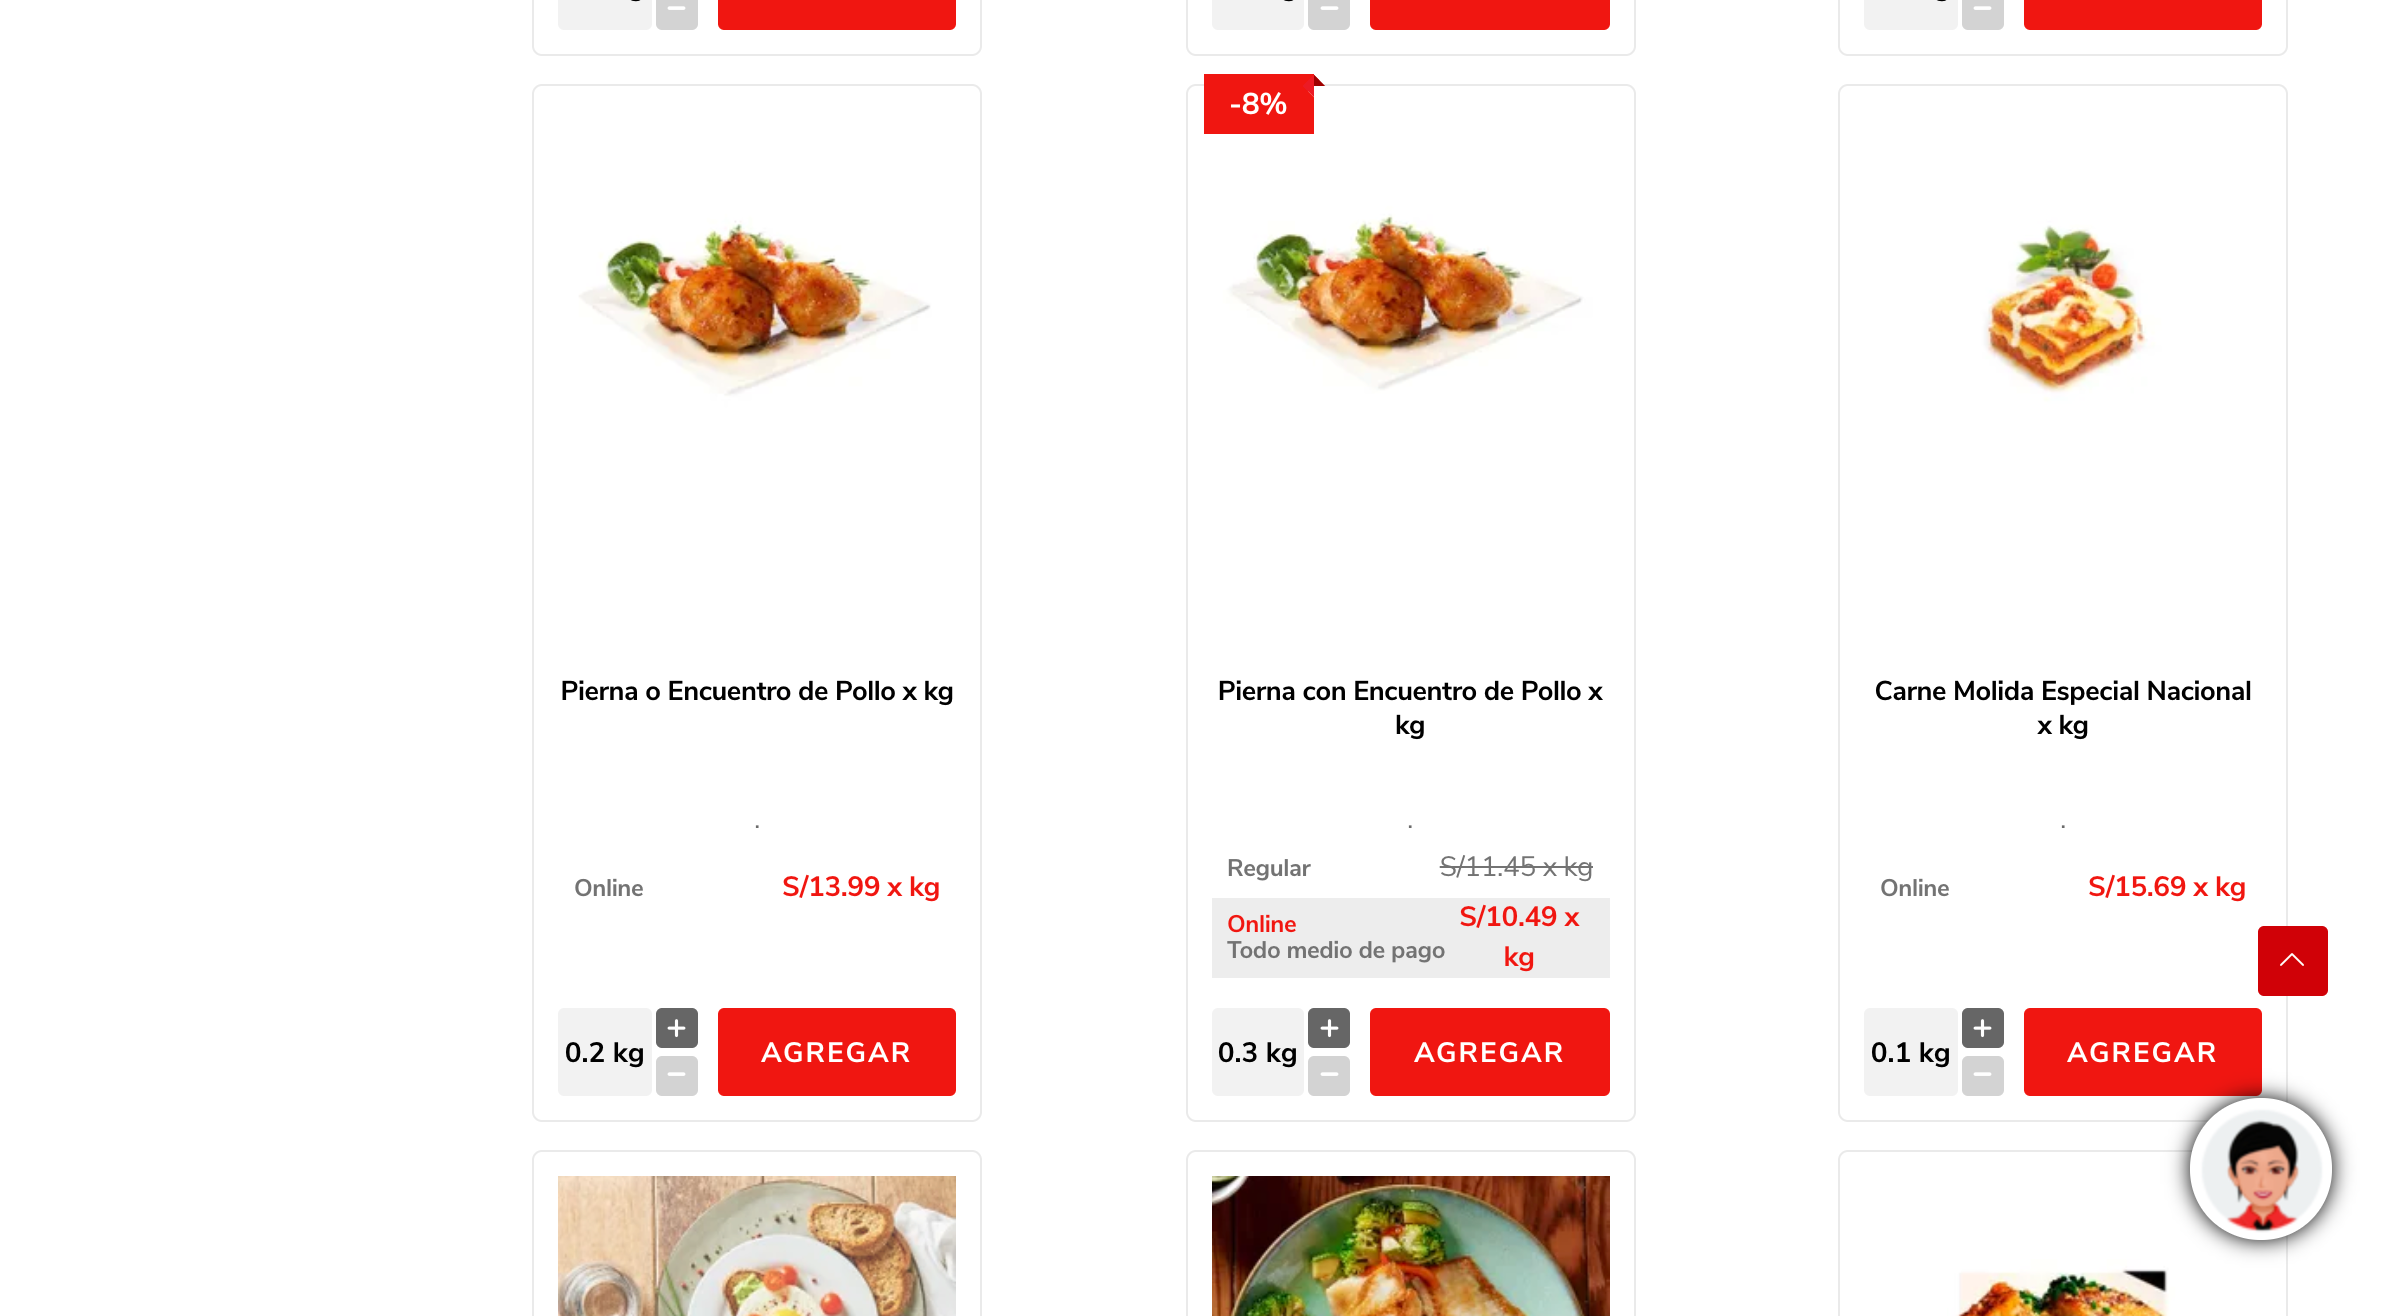 -8%
Pierna o Encuentro de Pollo x kg
.
Online S/13.99 x kg
0.2 kg + − AGREGAR
Pierna con Encuentro de Pollo x
kg
.
Regular S/11.45 x kg
Online S/10.49 x
Todo medio de pago kg
0.3 kg + − AGREGAR
Carne Molida Especial Nacional
x kg
.
Online S/15.69 x kg
0.1 kg + − AGREGAR